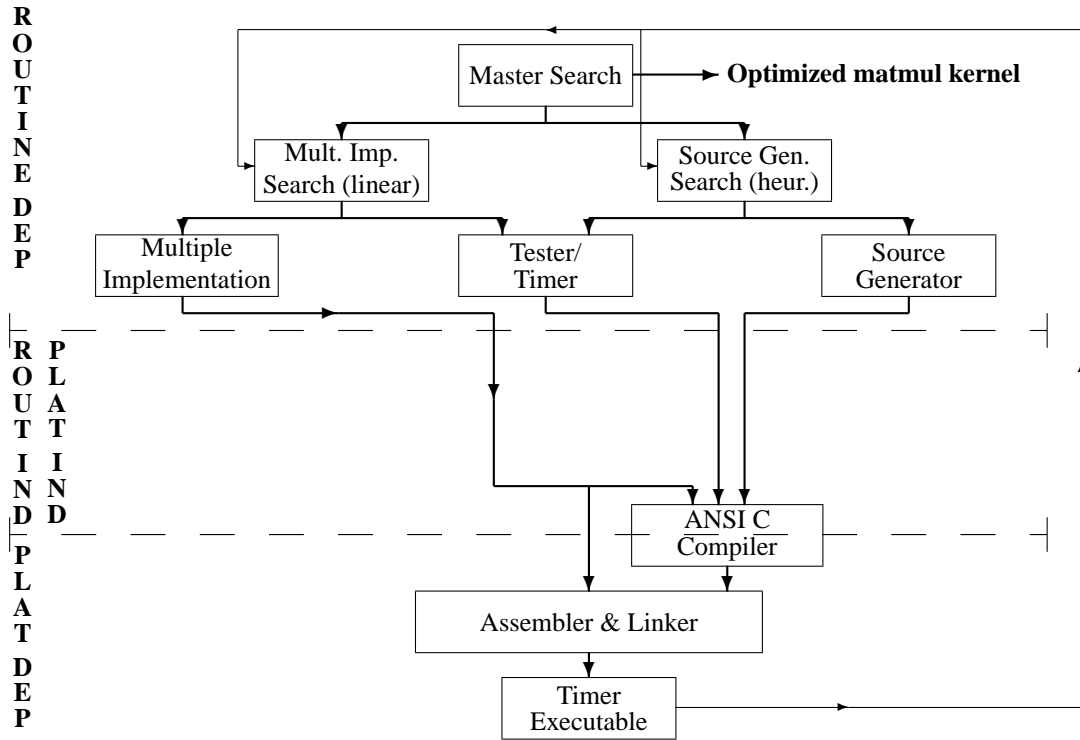 ROUTINE DEP
Master Search
Optimized matmul kernel
Mult. Imp.
Search (linear)
Source Gen.
Search (heur.)
Multiple
Implementation
Tester/
Timer
Source
Generator
ROUT IND
PLAT IND
ANSI C
Compiler
PLAT DEP
Assembler & Linker
Timer
Executable